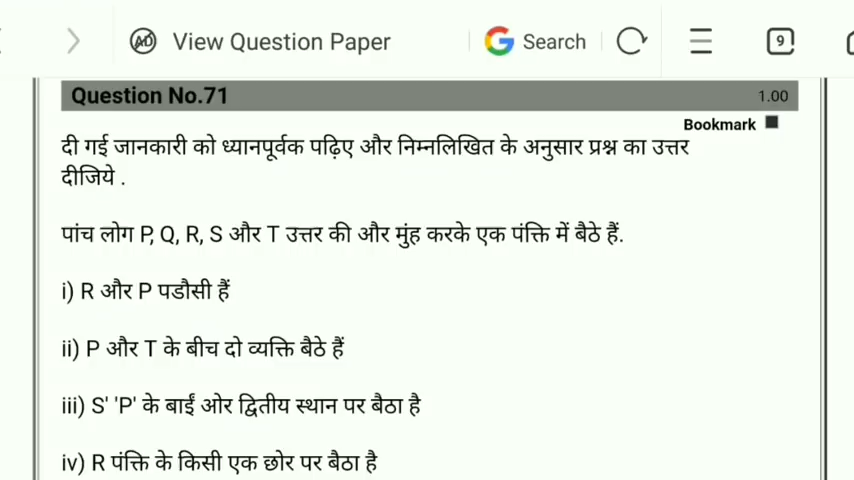 View Question Paper
Search
9
Question No.71
1.00
Bookmark
दी गई जानकारी को ध्यानपूर्वक पढ़िए और निम्नलिखित के अनुसार प्रश्न का उत्तर
दीजिये .
पांच लोग P, Q, R, S और T उत्तर की और मुंह करके एक पंक्ति में बैठे हैं.
i) R और P पडौसी हैं
ii) P और T के बीच दो व्यक्ति बैठे हैं
iii) S' 'P' के बाईं ओर द्वितीय स्थान पर बैठा है
iv) R पंक्ति के किसी एक छोर पर बैठा है